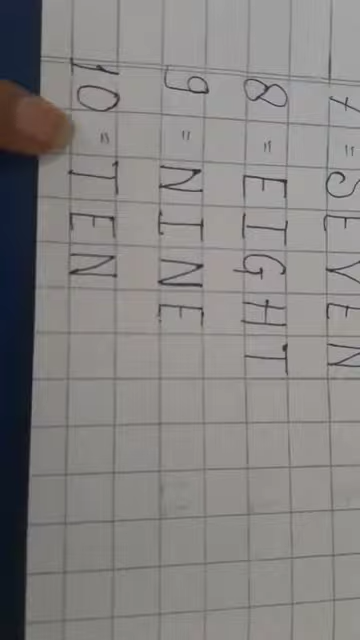 7 = SEVEN
8 = EIGHT
9 = NINE
10 = TEN